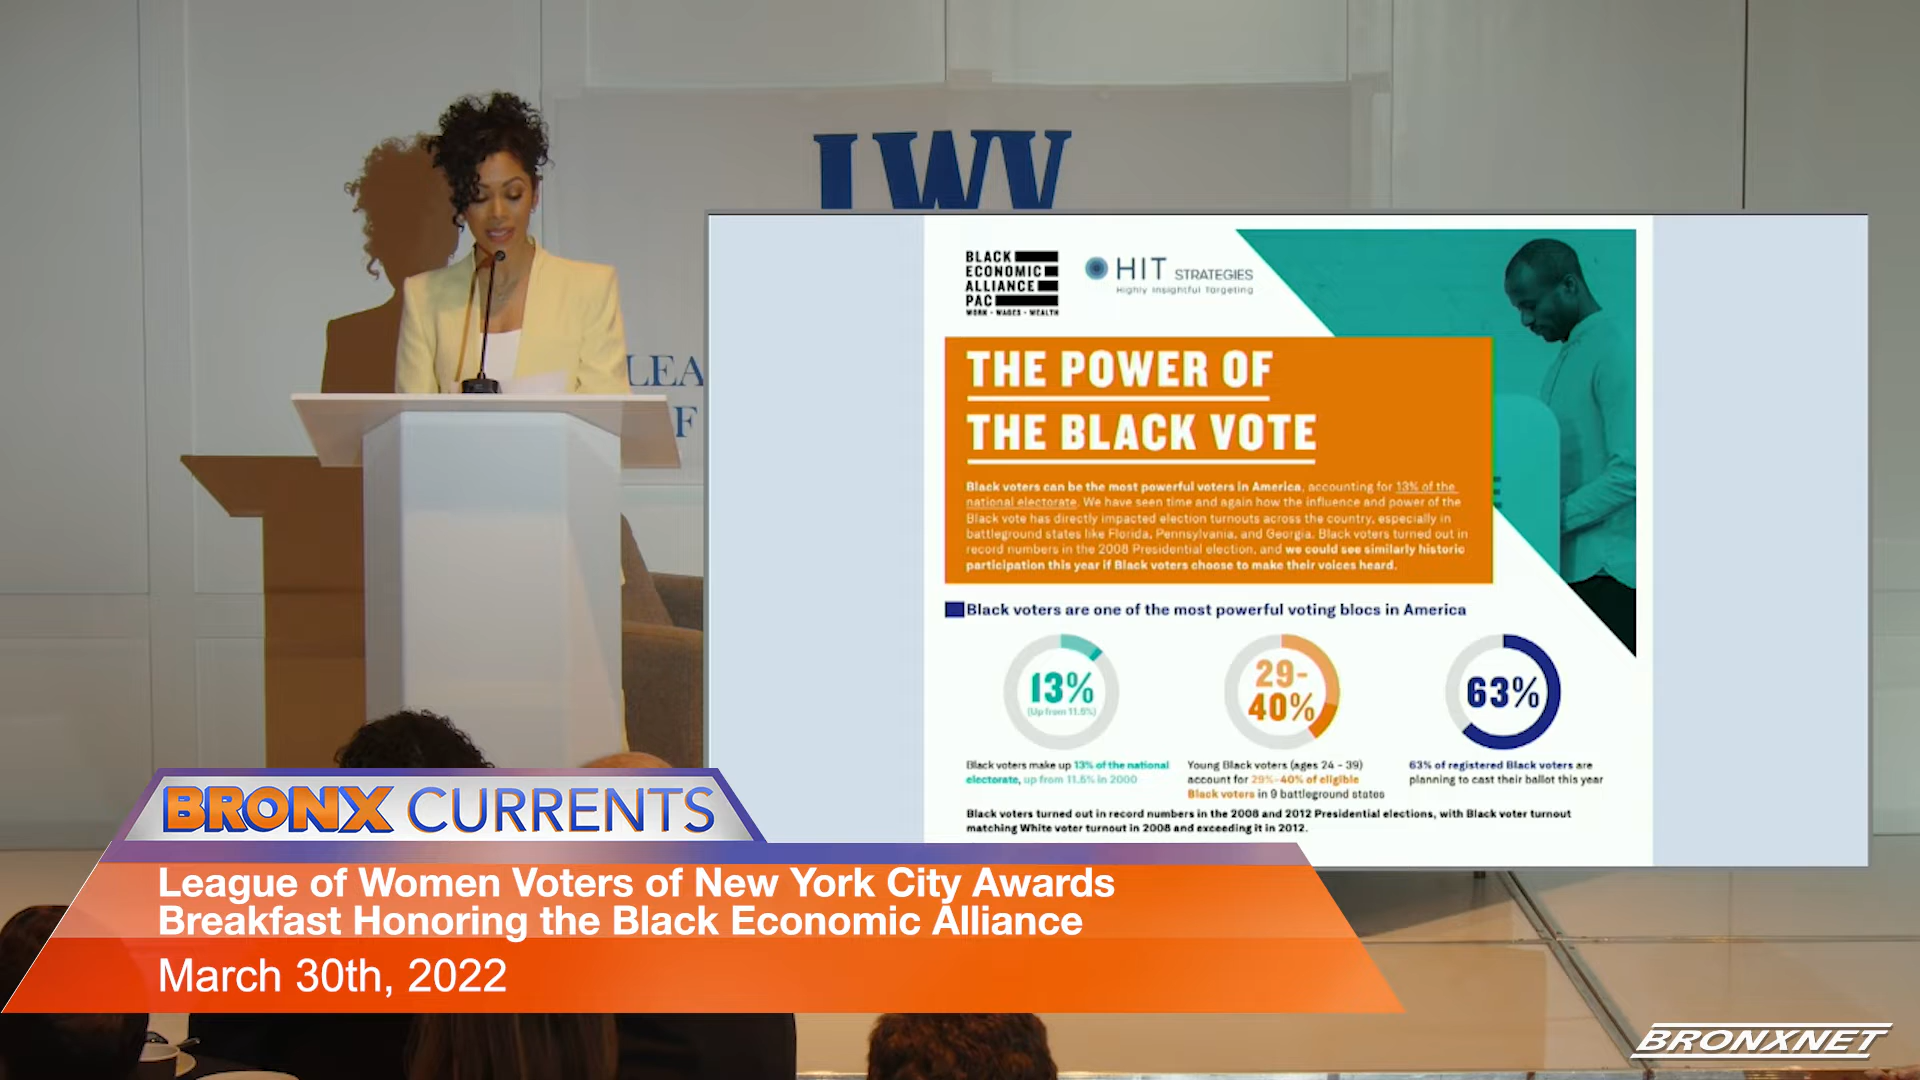 LWV
LEA
F
BLACK
ECONOMIC
ALLIANCE
PAC
WORK - WAGES - WEALTH
HIT STRATEGIES
Highly Insightful Targeting
THE POWER OF
THE BLACK VOTE
Black voters can be the most powerful voters in America, accounting for 13% of the
national electorate. We have seen time and again how the influence and power of the
Black vote has directly impacted election turnouts across the country, especially in
battleground states like Florida, Pennsylvania, and Georgia. Black voters turned out in
record numbers in the 2008 Presidential election, and we could see similarly historic
participation this year if Black voters choose to make their voices heard.
Black voters are one of the most powerful voting blocs in America
13%
(Up from 11.5%)
Black voters make up 13% of the national
electorate, up from 11.5% in 2000
29-
40%
Young Black voters (ages 24 - 39)
account for 29%-40% of eligible
Black voters in 9 battleground states
63%
63% of registered Black voters are
planning to cast their ballot this year
Black voters turned out in record numbers in the 2008 and 2012 Presidential elections, with Black voter turnout
matching White voter turnout in 2008 and exceeding it in 2012.
BRONX CURRENTS
League of Women Voters of New York City Awards
Breakfast Honoring the Black Economic Alliance
March 30th, 2022
BRONXNET